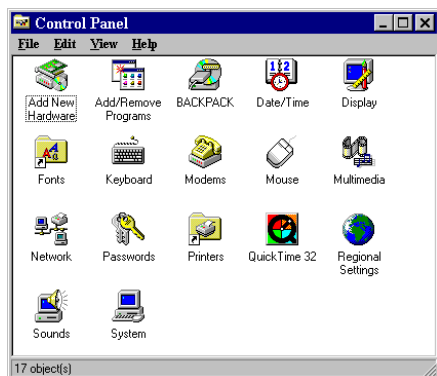 Control Panel
File Edit View Help
Add New Hardware
Add/Remove Programs
BACKPACK
Date/Time
Display
Fonts
Keyboard
Modems
Mouse
Multimedia
Network
Passwords
Printers
QuickTime 32
Regional Settings
Sounds
System
17 object(s)